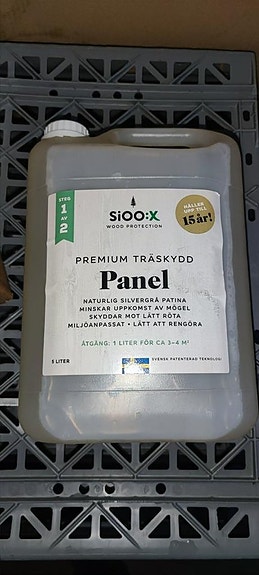 STEG
1
AV
2
SiOO:X
WOOD PROTECTION
HÅLLER
UPP TILL
15 år!
PREMIUM TRÄSKYDD
Panel
NATURLIG SILVERGRÅ PATINA
MINSKAR UPPKOMST AV MÖGEL
SKYDDAR MOT LÄTT RÖTA
MILJÖANPASSAT • LÄTT ATT RENGÖRA
ÅTGÅNG: 1 LITER FÖR CA 3–4 M²
5 LITER
SVENSK PATENTERAD TEKNOLOGI